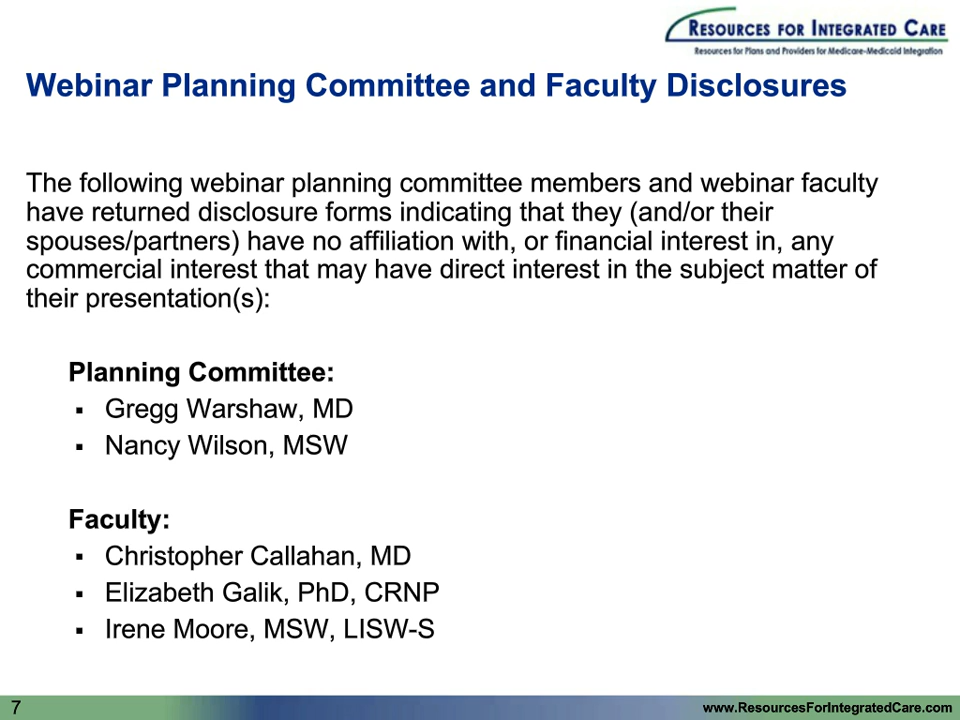 RESOURCES FOR INTEGRATED CARE
Resources for Plans and Providers for Medicare-Medicaid Integration
Webinar Planning Committee and Faculty Disclosures
The following webinar planning committee members and webinar faculty
have returned disclosure forms indicating that they (and/or their
spouses/partners) have no affiliation with, or financial interest in, any
commercial interest that may have direct interest in the subject matter of
their presentation(s):
Planning Committee:
▪ Gregg Warshaw, MD
▪ Nancy Wilson, MSW
Faculty:
▪ Christopher Callahan, MD
▪ Elizabeth Galik, PhD, CRNP
▪ Irene Moore, MSW, LISW-S
7
www.ResourcesForIntegratedCare.com